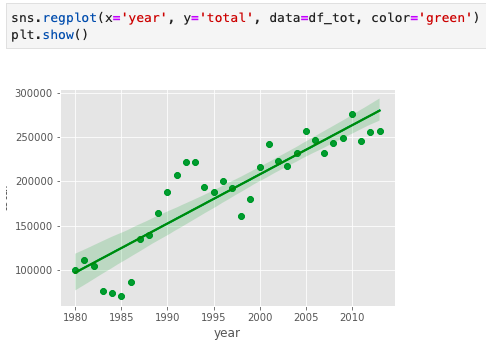 sns.regplot(x='year', y='total', data=df_tot, color='green')
plt.show()
300000
250000
200000
150000
100000
1980 1985 1990 1995 2000 2005 2010
year